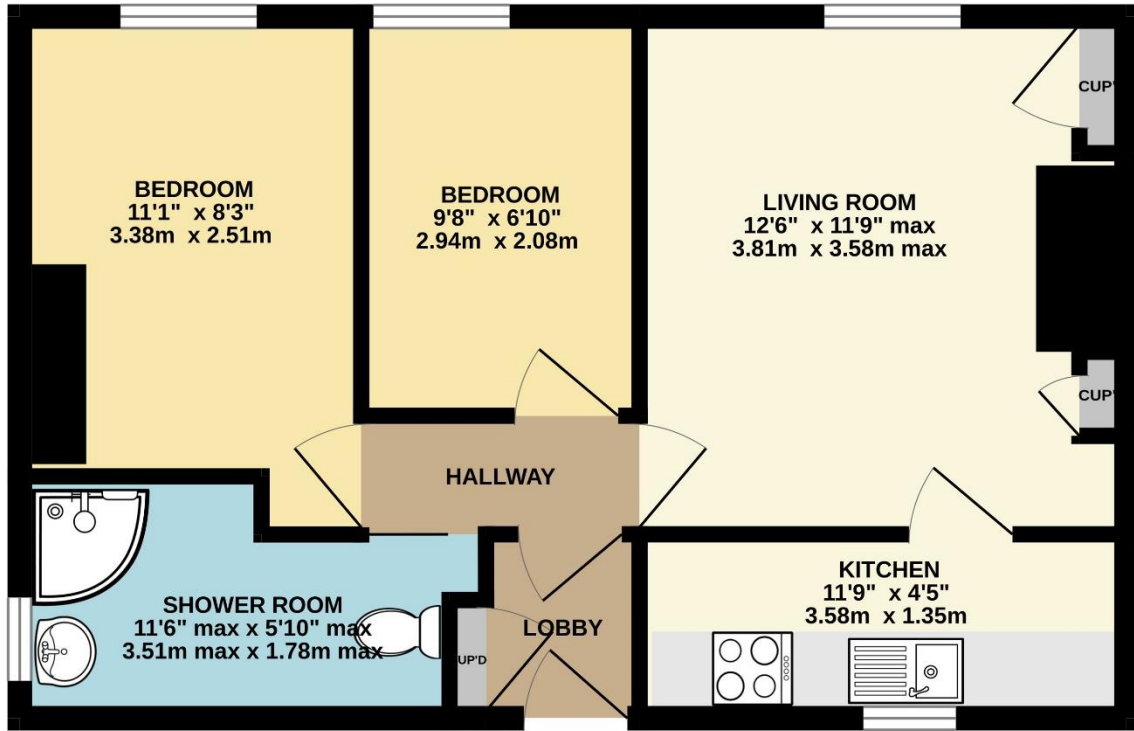 BEDROOM
11'1" x 8'3"
3.38m x 2.51m
BEDROOM
9'8" x 6'10"
2.94m x 2.08m
LIVING ROOM
12'6" x 11'9" max
3.81m x 3.58m max
CUP'
CUP'
HALLWAY
KITCHEN
11'9" x 4'5"
3.58m x 1.35m
SHOWER ROOM
11'6" max x 5'10" max
3.51m max x 1.78m max
LOBBY
UP'D